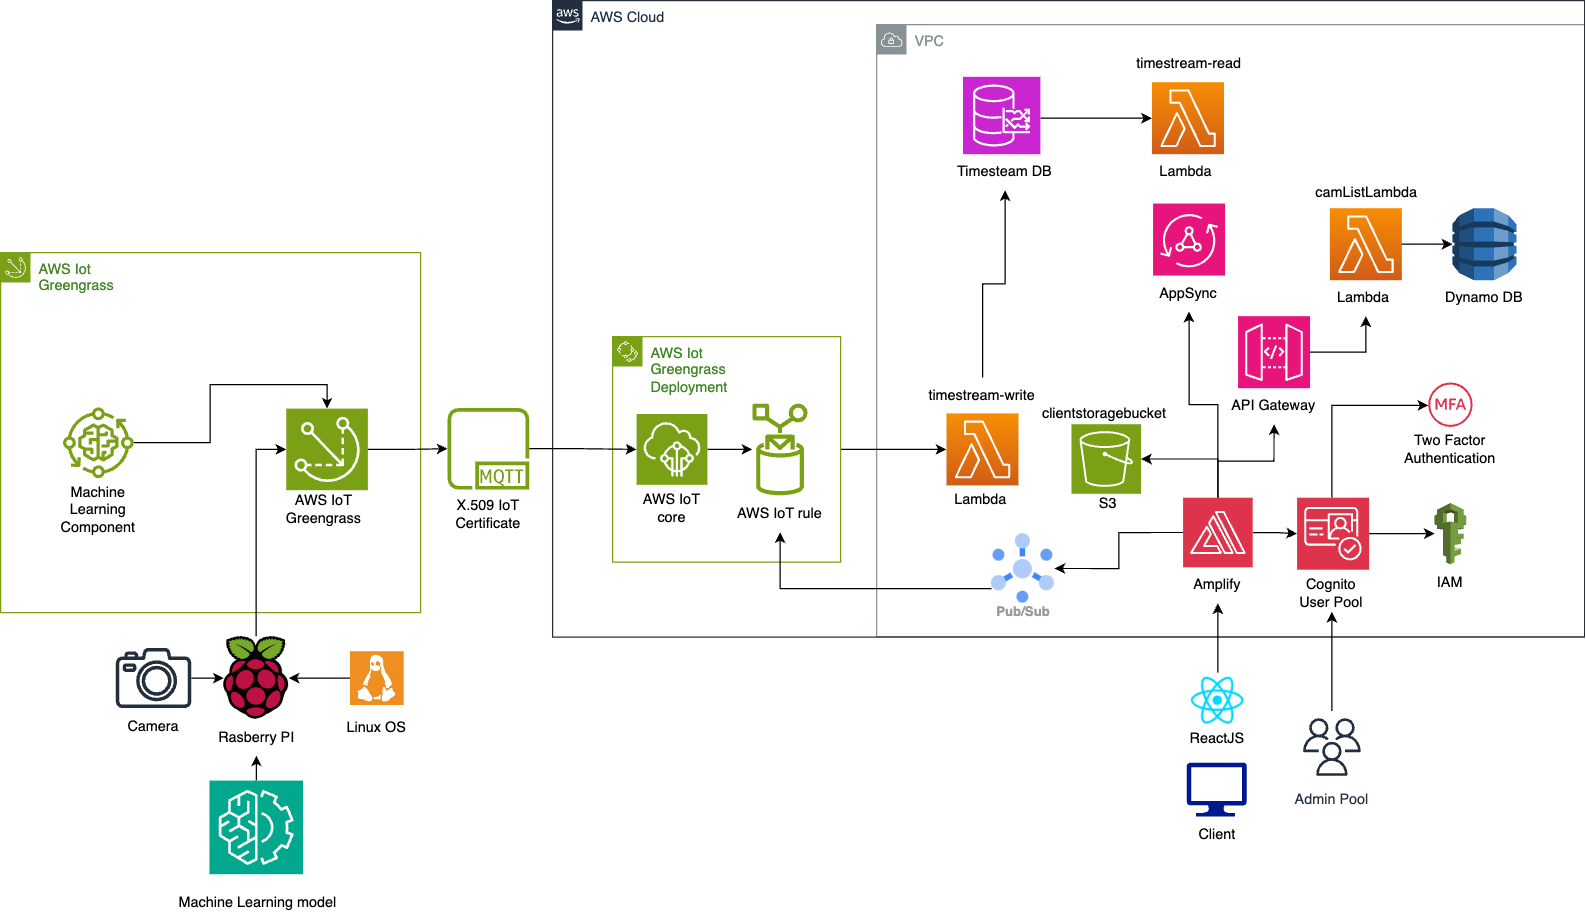 aws
AWS Cloud
VPC
timestream-read
Timesteam DB
Lambda
camListLambda
AppSync
Lambda
Dynamo DB
AWS Iot
Greengrass
AWS Iot
Greengrass
Deployment
timestream-write
clientstoragebucket
API Gateway
MFA
Two Factor
Authentication
Machine
Learning
Component
AWS IoT
Greengrass
MQTT
X.509 IoT
Certificate
AWS IoT
core
AWS IoT rule
Lambda
S3
Pub/Sub
Amplify
Cognito
User Pool
IAM
Camera
Rasberry PI
Linux OS
ReactJS
Admin Pool
Client
Machine Learning model